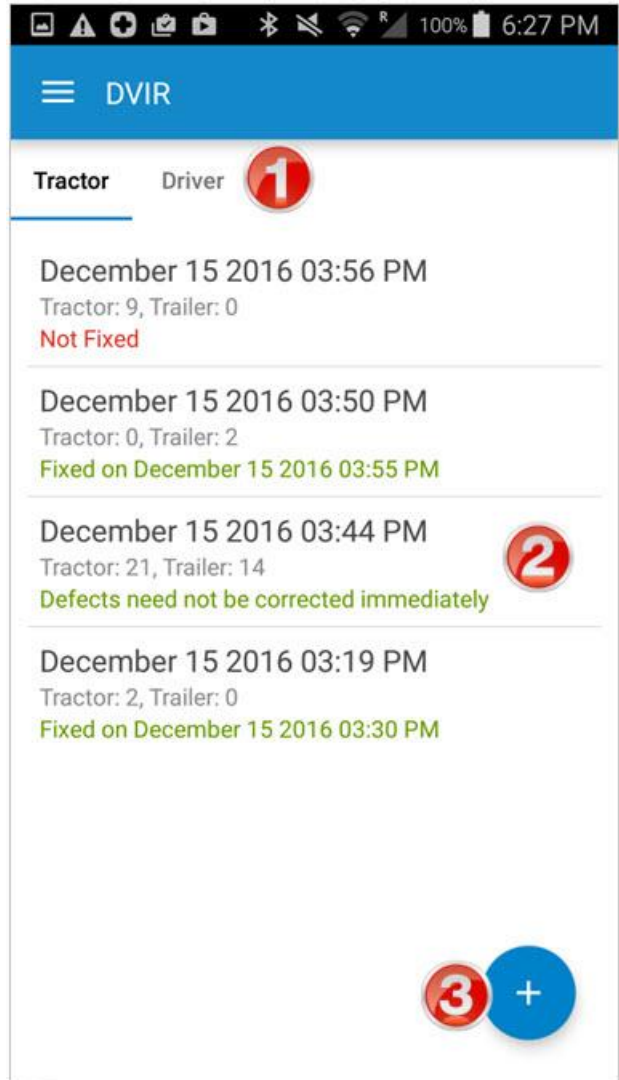 R 100% 6:27 PM
DVIR
Tractor Driver 1
December 15 2016 03:56 PM
Tractor: 9, Trailer: 0
Not Fixed
December 15 2016 03:50 PM
Tractor: 0, Trailer: 2
Fixed on December 15 2016 03:55 PM
December 15 2016 03:44 PM
2
Tractor: 21, Trailer: 14
Defects need not be corrected immediately
December 15 2016 03:19 PM
Tractor: 2, Trailer: 0
Fixed on December 15 2016 03:30 PM
3 +